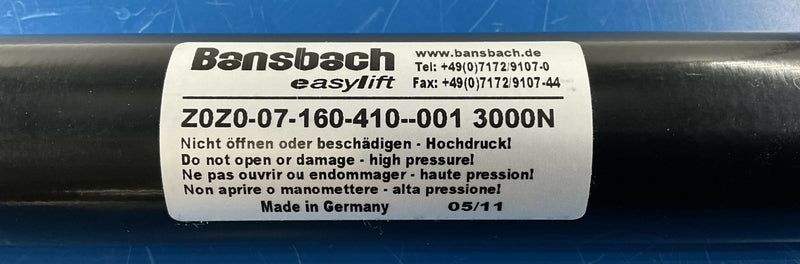 Bansbach
easylift
www.bansbach.de
Tel: +49(0)7172/9107-0
Fax: +49(0)7172/9107-44
Z0Z0-07-160-410--001 3000N
Nicht öffnen oder beschädigen - Hochdruck!
Do not open or damage - high pressure!
Ne pas ouvrir ou endommager - haute pression!
Non aprire o manomettere - alta pressione!
Made in Germany 05/11